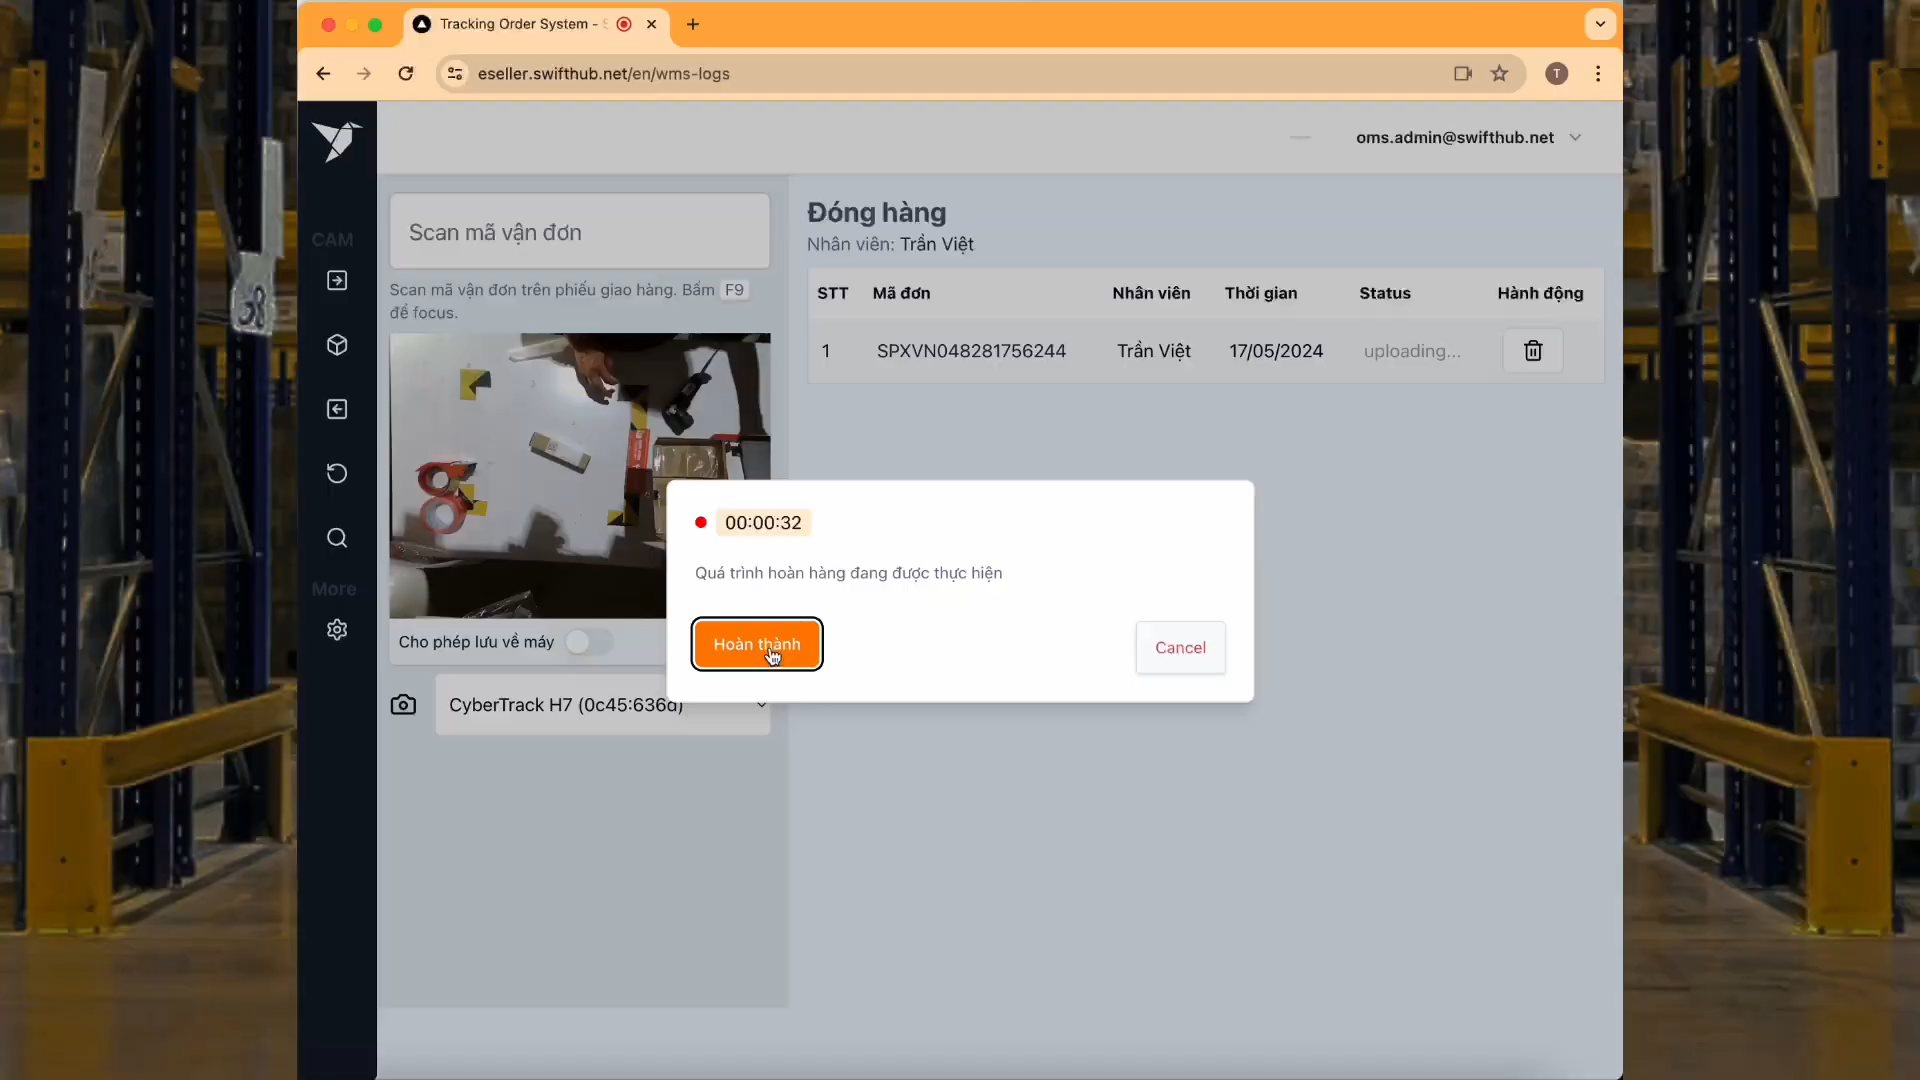 Tracking Order System - S
eseller.swifthub.net/en/wms-logs
T
oms.admin@swifthub.net
CAM
More
Scan mã vận đơn
Scan mã vận đơn trên phiếu giao hàng. Bấm F9
để focus.
Cho phép lưu về máy
CyberTrack H7 (0c45:636d)
Đóng hàng
Nhân viên: Trần Việt
STT Mã đơn Nhân viên Thời gian Status Hành động
1 SPXVN048281756244 Trần Việt 17/05/2024 uploading...
00:00:32
Quá trình hoàn hàng đang được thực hiện
Hoàn thành
Cancel